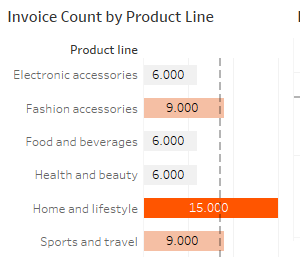 Invoice Count by Product Line
Product line
Electronic accessories 6.000
Fashion accessories 9.000
Food and beverages 6.000
Health and beauty 6.000
Home and lifestyle 15.000
Sports and travel 9.000